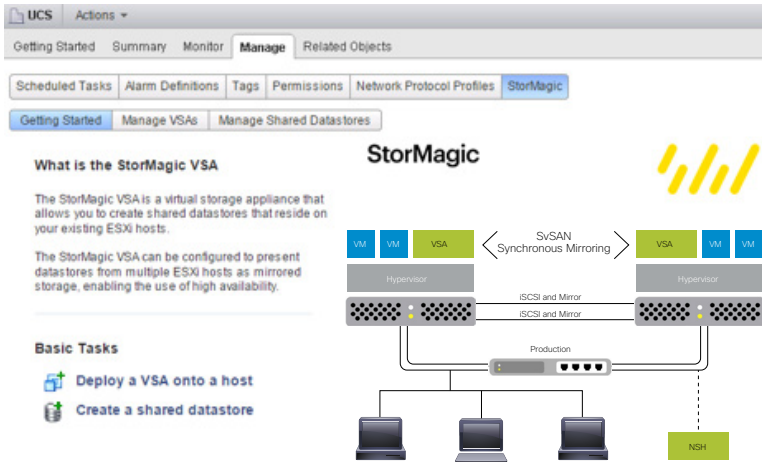 UCS Actions
Getting Started Summary Monitor Manage Related Objects
Scheduled Tasks Alarm Definitions Tags Permissions Network Protocol Profiles StorMagic
Getting Started Manage VSAs Manage Shared Datastores
What is the StorMagic VSA
The StorMagic VSA is a virtual storage appliance that
allows you to create shared datastores that reside on
your existing ESXi hosts.
The StorMagic VSA can be configured to present
datastores from multiple ESXi hosts as mirrored
storage, enabling the use of high availability.
Basic Tasks
Deploy a VSA onto a host
Create a shared datastore
StorMagic
VM VM VSA
SvSAN
Synchronous Mirroring
VSA VM VM
Hypervisor
Hypervisor
iSCSI and Mirror
iSCSI and Mirror
Production
NSH